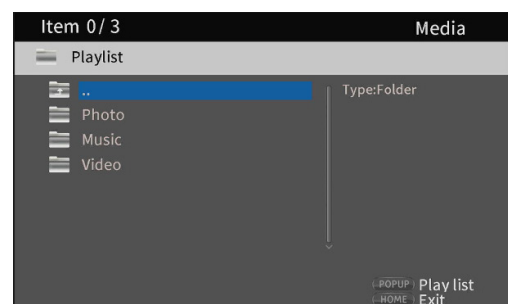 Item 0/3
Media
Playlist
..
Type:Folder
Photo
Music
Video
POPUP Play list
HOME Exit